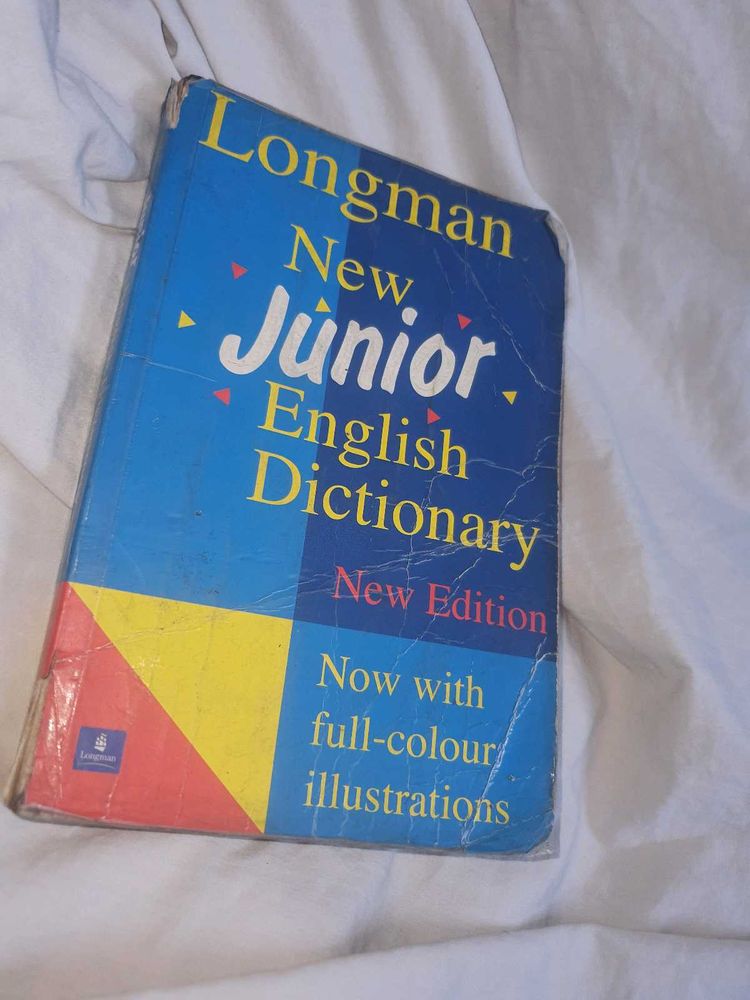 Longman
New
Junior
English
Dictionary
New Edition
Now with
full-colour
illustrations
Longman